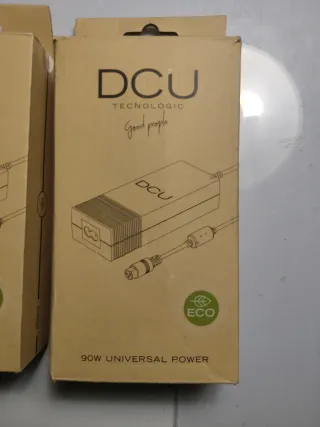 DCU
TECNOLOGIC
Good people
DCU
ECO
90W UNIVERSAL POWER